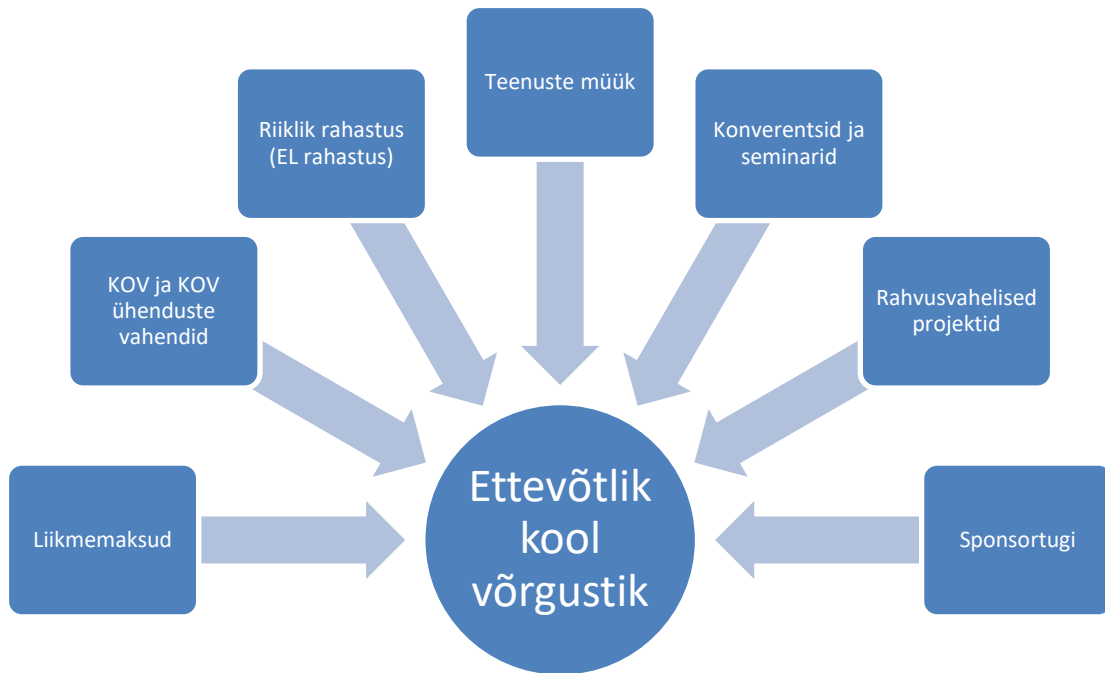 Teenuste müük
Riiklik rahastus
(EL rahastus)
Konverentsid ja
seminarid
KOV ja KOV
ühenduste
vahendid
Rahvusvahelised
projektid
Liikmemaksud
Ettevõtlik
kool
võrgustik
Sponsortugi